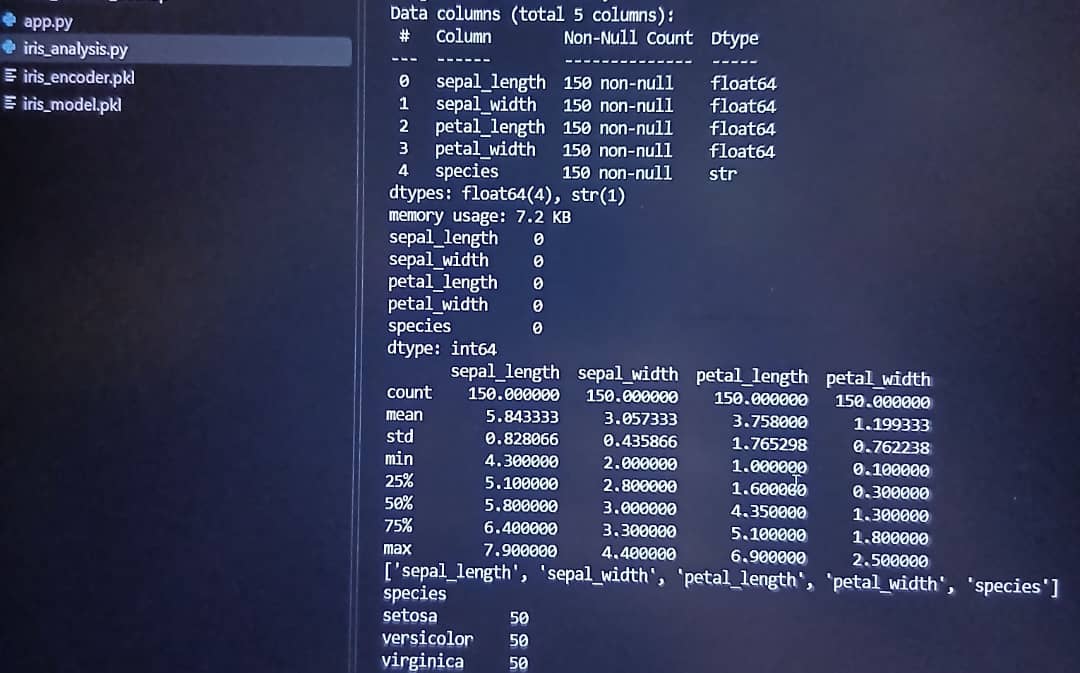 app.py
iris_analysis.py
iris_encoder.pkl
iris_model.pkl
Data columns (total 5 columns):
# Column Non-Null Count Dtype
--- ------ -------------- -----
0 sepal_length 150 non-null float64
1 sepal_width 150 non-null float64
2 petal_length 150 non-null float64
3 petal_width 150 non-null float64
4 species 150 non-null str
dtypes: float64(4), str(1)
memory usage: 7.2 KB
sepal_length 0
sepal_width 0
petal_length 0
petal_width 0
species 0
dtype: int64
sepal_length sepal_width petal_length petal_width
count 150.000000 150.000000 150.000000 150.000000
mean 5.843333 3.057333 3.758000 1.199333
std 0.828066 0.435866 1.765298 0.762238
min 4.300000 2.000000 1.000000 0.100000
25% 5.100000 2.800000 1.600000 0.300000
50% 5.800000 3.000000 4.350000 1.300000
75% 6.400000 3.300000 5.100000 1.800000
max 7.900000 4.400000 6.900000 2.500000
['sepal_length', 'sepal_width', 'petal_length', 'petal_width', 'species']
species
setosa 50
versicolor 50
virginica 50